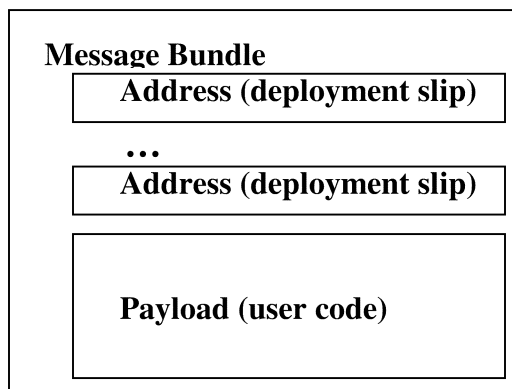 Message Bundle
Address (deployment slip)
...
Address (deployment slip)
Payload (user code)